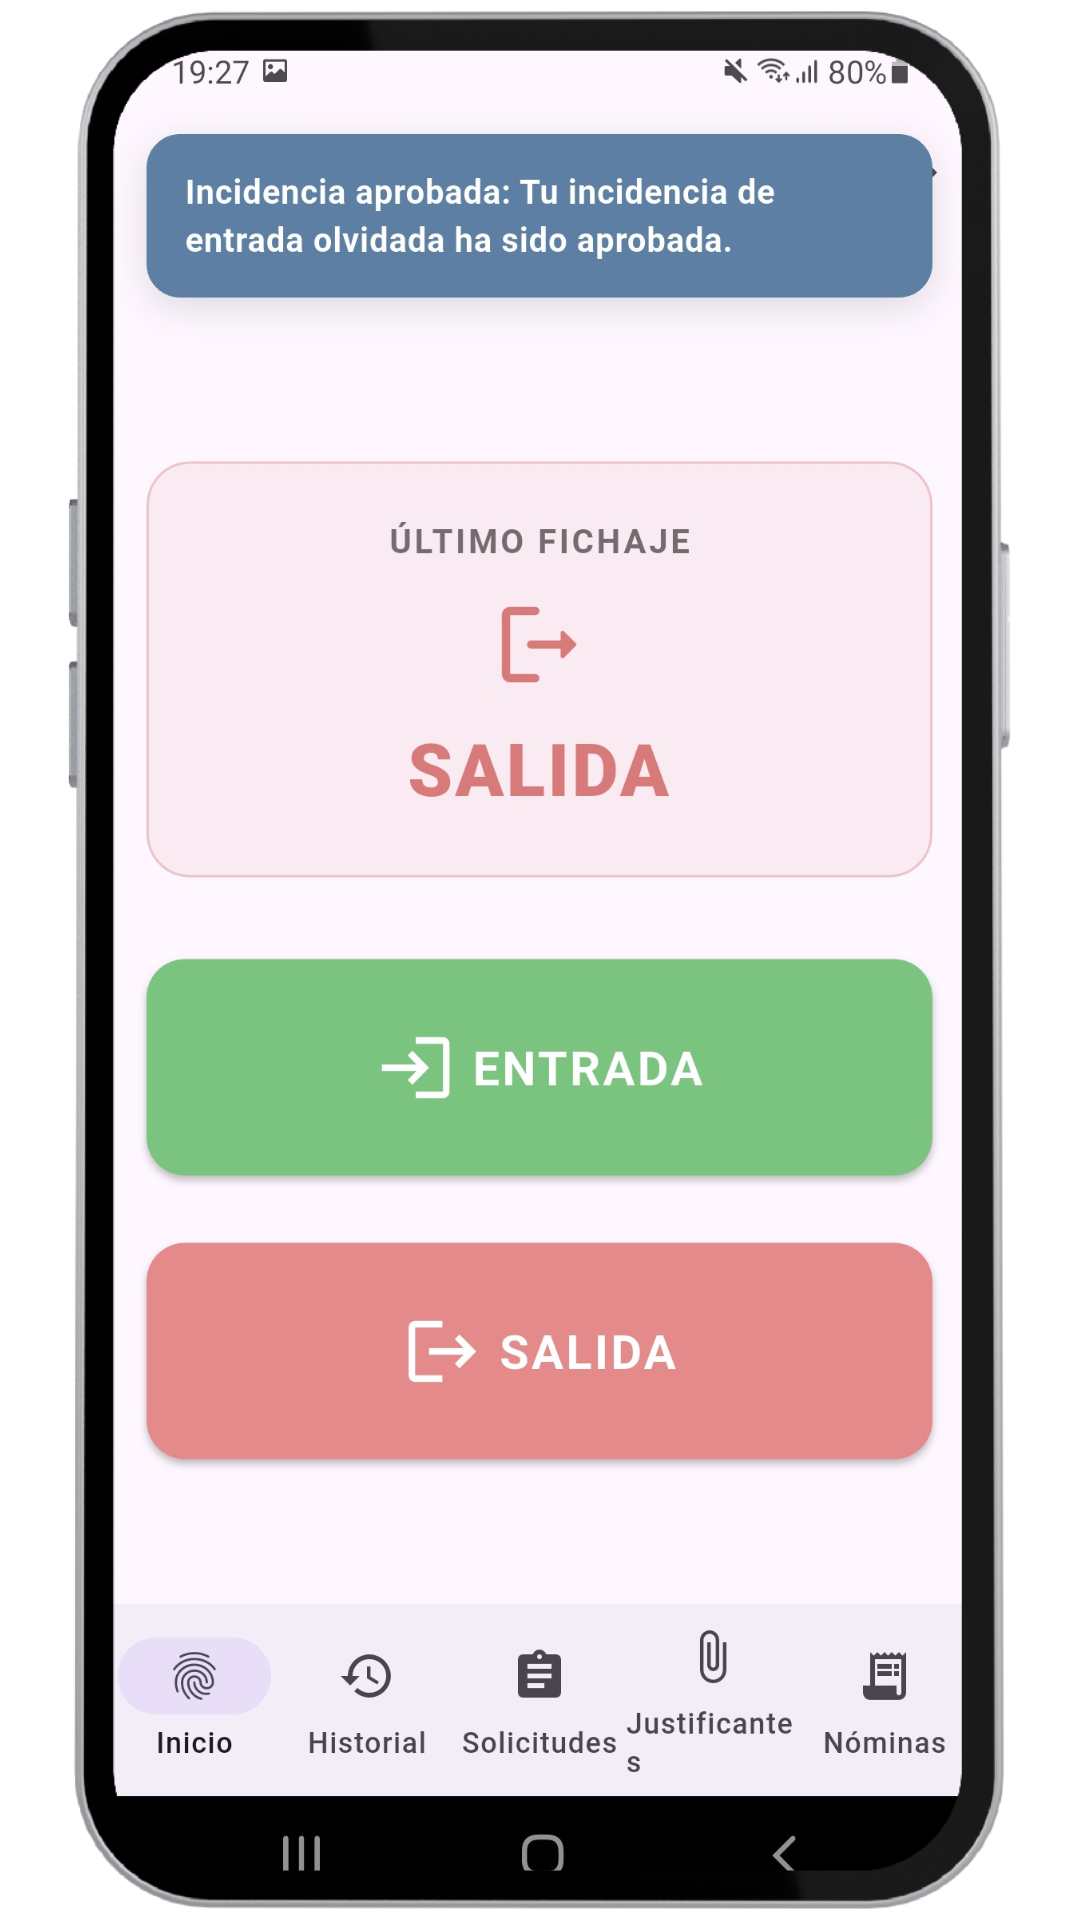 19:27
80%
Incidencia aprobada: Tu incidencia de
entrada olvidada ha sido aprobada.
ÚLTIMO FICHAJE
SALIDA
ENTRADA
SALIDA
Inicio
Historial
Solicitudes
Justificante
s
Nóminas